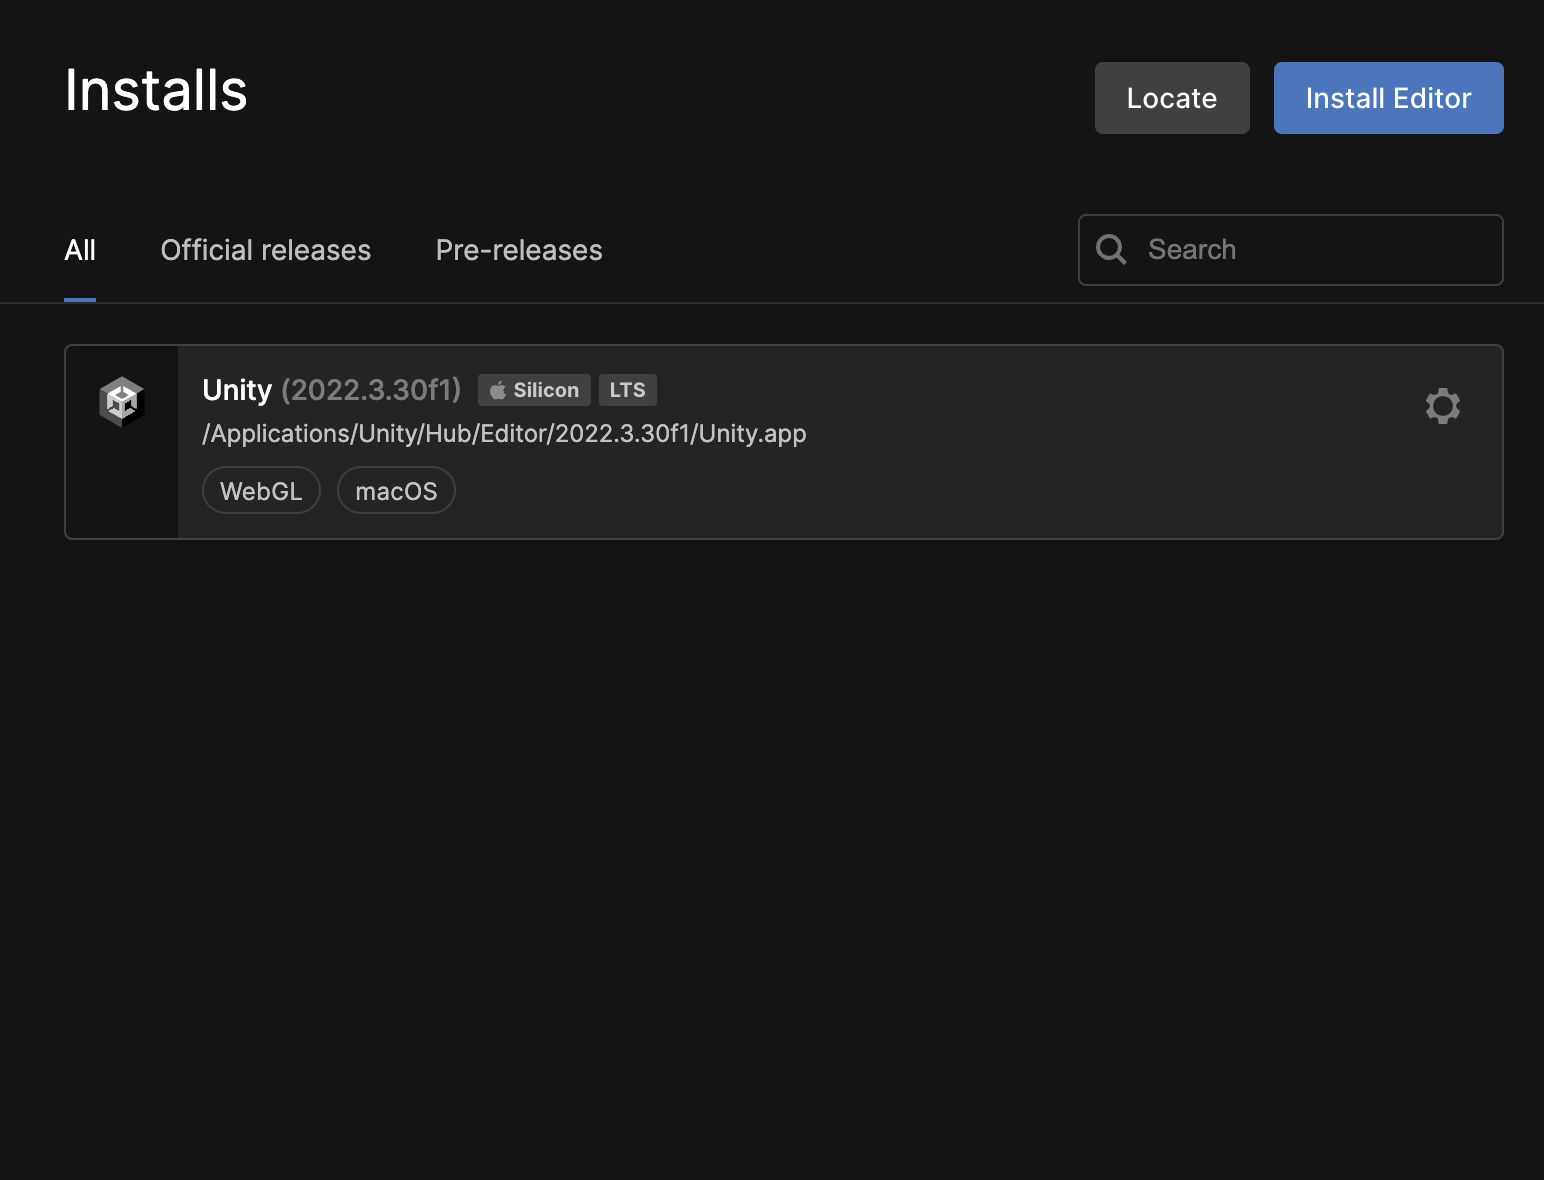 Installs
Locate
Install Editor
All
Official releases
Pre-releases
Search
Unity (2022.3.30f1) Silicon LTS
/Applications/Unity/Hub/Editor/2022.3.30f1/Unity.app
WebGL
macOS